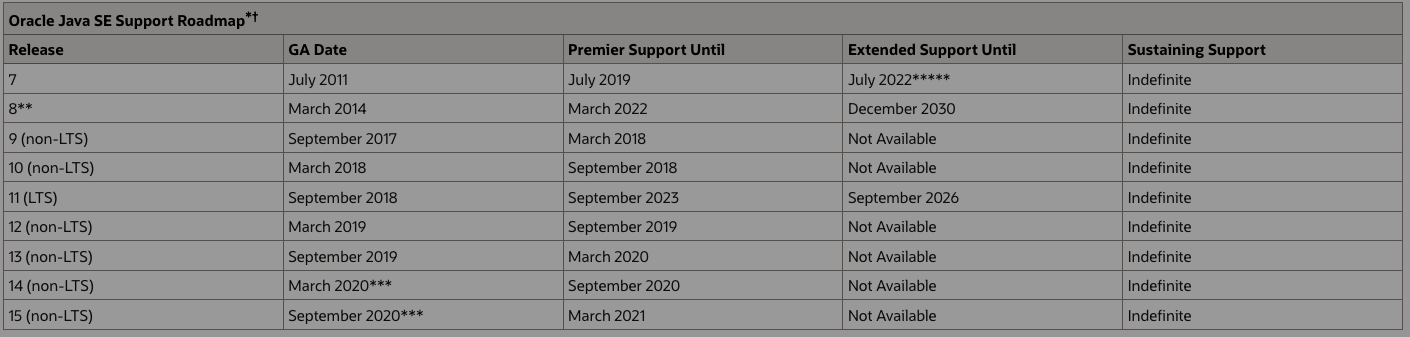 Oracle Java SE Support Roadmap*†
Release GA Date Premier Support Until Extended Support Until Sustaining Support
7 July 2011 July 2019 July 2022***** Indefinite
8** March 2014 March 2022 December 2030 Indefinite
9 (non-LTS) September 2017 March 2018 Not Available Indefinite
10 (non-LTS) March 2018 September 2018 Not Available Indefinite
11 (LTS) September 2018 September 2023 September 2026 Indefinite
12 (non-LTS) March 2019 September 2019 Not Available Indefinite
13 (non-LTS) September 2019 March 2020 Not Available Indefinite
14 (non-LTS) March 2020*** September 2020 Not Available Indefinite
15 (non-LTS) September 2020*** March 2021 Not Available Indefinite